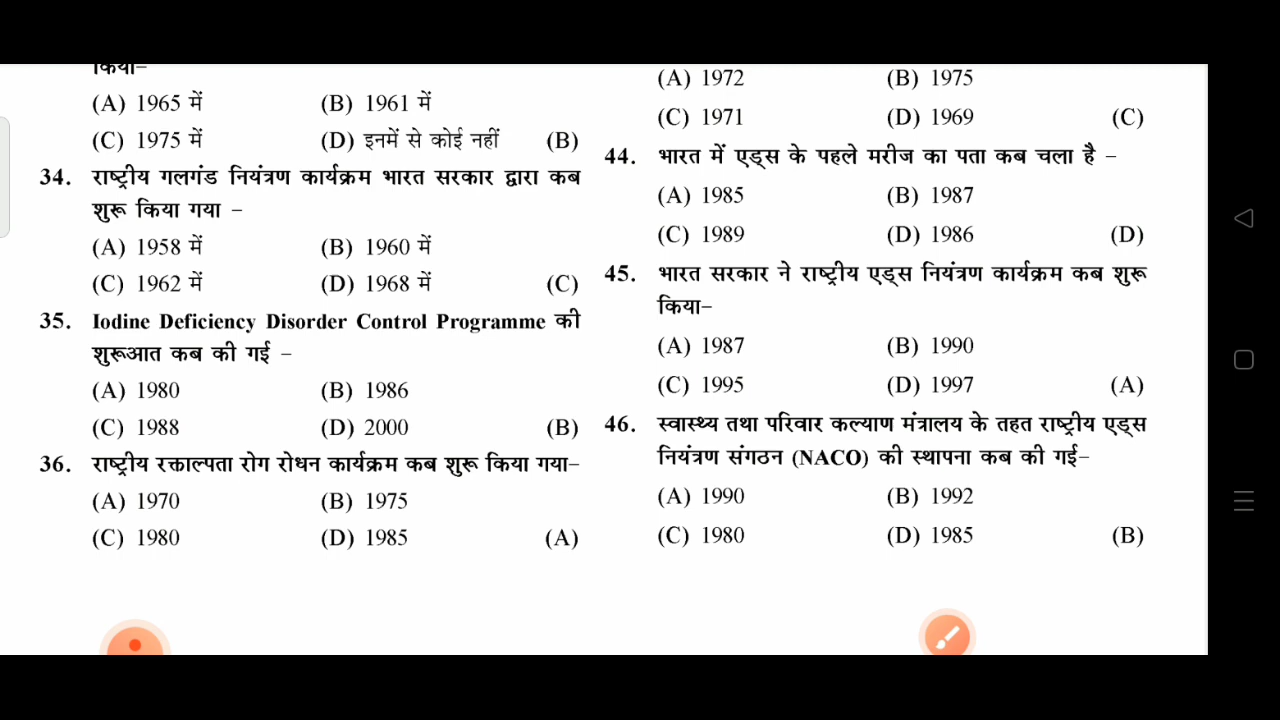 किया–
(A) 1965 में (B) 1961 में
(C) 1975 में (D) इनमें से कोई नहीं (B)
34. राष्ट्रीय गलगंड नियंत्रण कार्यक्रम भारत सरकार द्वारा कब
शुरू किया गया –
(A) 1958 में (B) 1960 में
(C) 1962 में (D) 1968 में (C)
35. Iodine Deficiency Disorder Control Programme की
शुरूआत कब की गई –
(A) 1980 (B) 1986
(C) 1988 (D) 2000 (B)
36. राष्ट्रीय रक्ताल्पता रोग रोधन कार्यक्रम कब शुरू किया गया–
(A) 1970 (B) 1975
(C) 1980 (D) 1985 (A)
(A) 1972 (B) 1975
(C) 1971 (D) 1969 (C)
44. भारत में एड्स के पहले मरीज का पता कब चला है –
(A) 1985 (B) 1987
(C) 1989 (D) 1986 (D)
45. भारत सरकार ने राष्ट्रीय एड्स नियंत्रण कार्यक्रम कब शुरू
किया–
(A) 1987 (B) 1990
(C) 1995 (D) 1997 (A)
46. स्वास्थ्य तथा परिवार कल्याण मंत्रालय के तहत राष्ट्रीय एड्स
नियंत्रण संगठन (NACO) की स्थापना कब की गई–
(A) 1990 (B) 1992
(C) 1980 (D) 1985 (B)